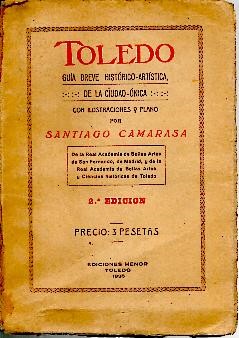 TOLEDO
GUÍA BREVE HISTÓRICO-ARTÍSTICA,
:-:-: DE LA CIUDAD-ÚNICA :-:-:
CON ILUSTRACIONES Y PLANO
POR
SANTIAGO CAMARASA
De la Real Academia de Bellas Artes
de San Fernando, de Madrid, y de la
Real Academia de Bellas Artes
y Ciencias históricas de Toledo
2.ª EDICION
PRECIO: 3 PESETAS
EDICIONES MENOR
TOLEDO